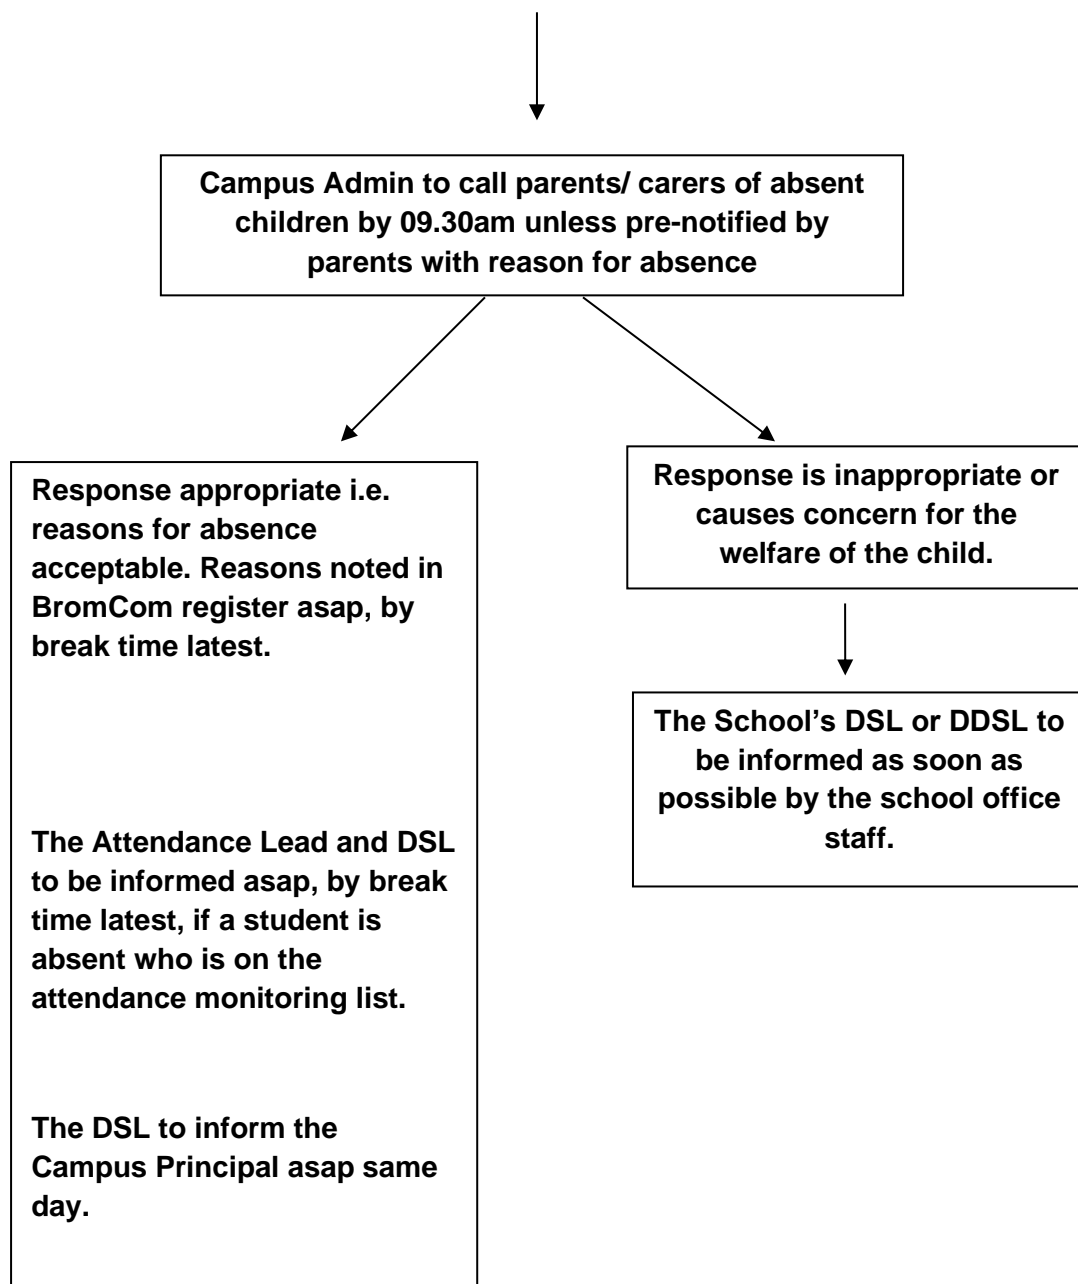 Campus Admin to call parents/ carers of absent
children by 09.30am unless pre-notified by
parents with reason for absence
Response appropriate i.e.
reasons for absence
acceptable. Reasons noted in
BromCom register asap, by
break time latest.
The Attendance Lead and DSL
to be informed asap, by break
time latest, if a student is
absent who is on the
attendance monitoring list.
The DSL to inform the
Campus Principal asap same
day.
Response is inappropriate or
causes concern for the
welfare of the child.
The School’s DSL or DDSL to
be informed as soon as
possible by the school office
staff.